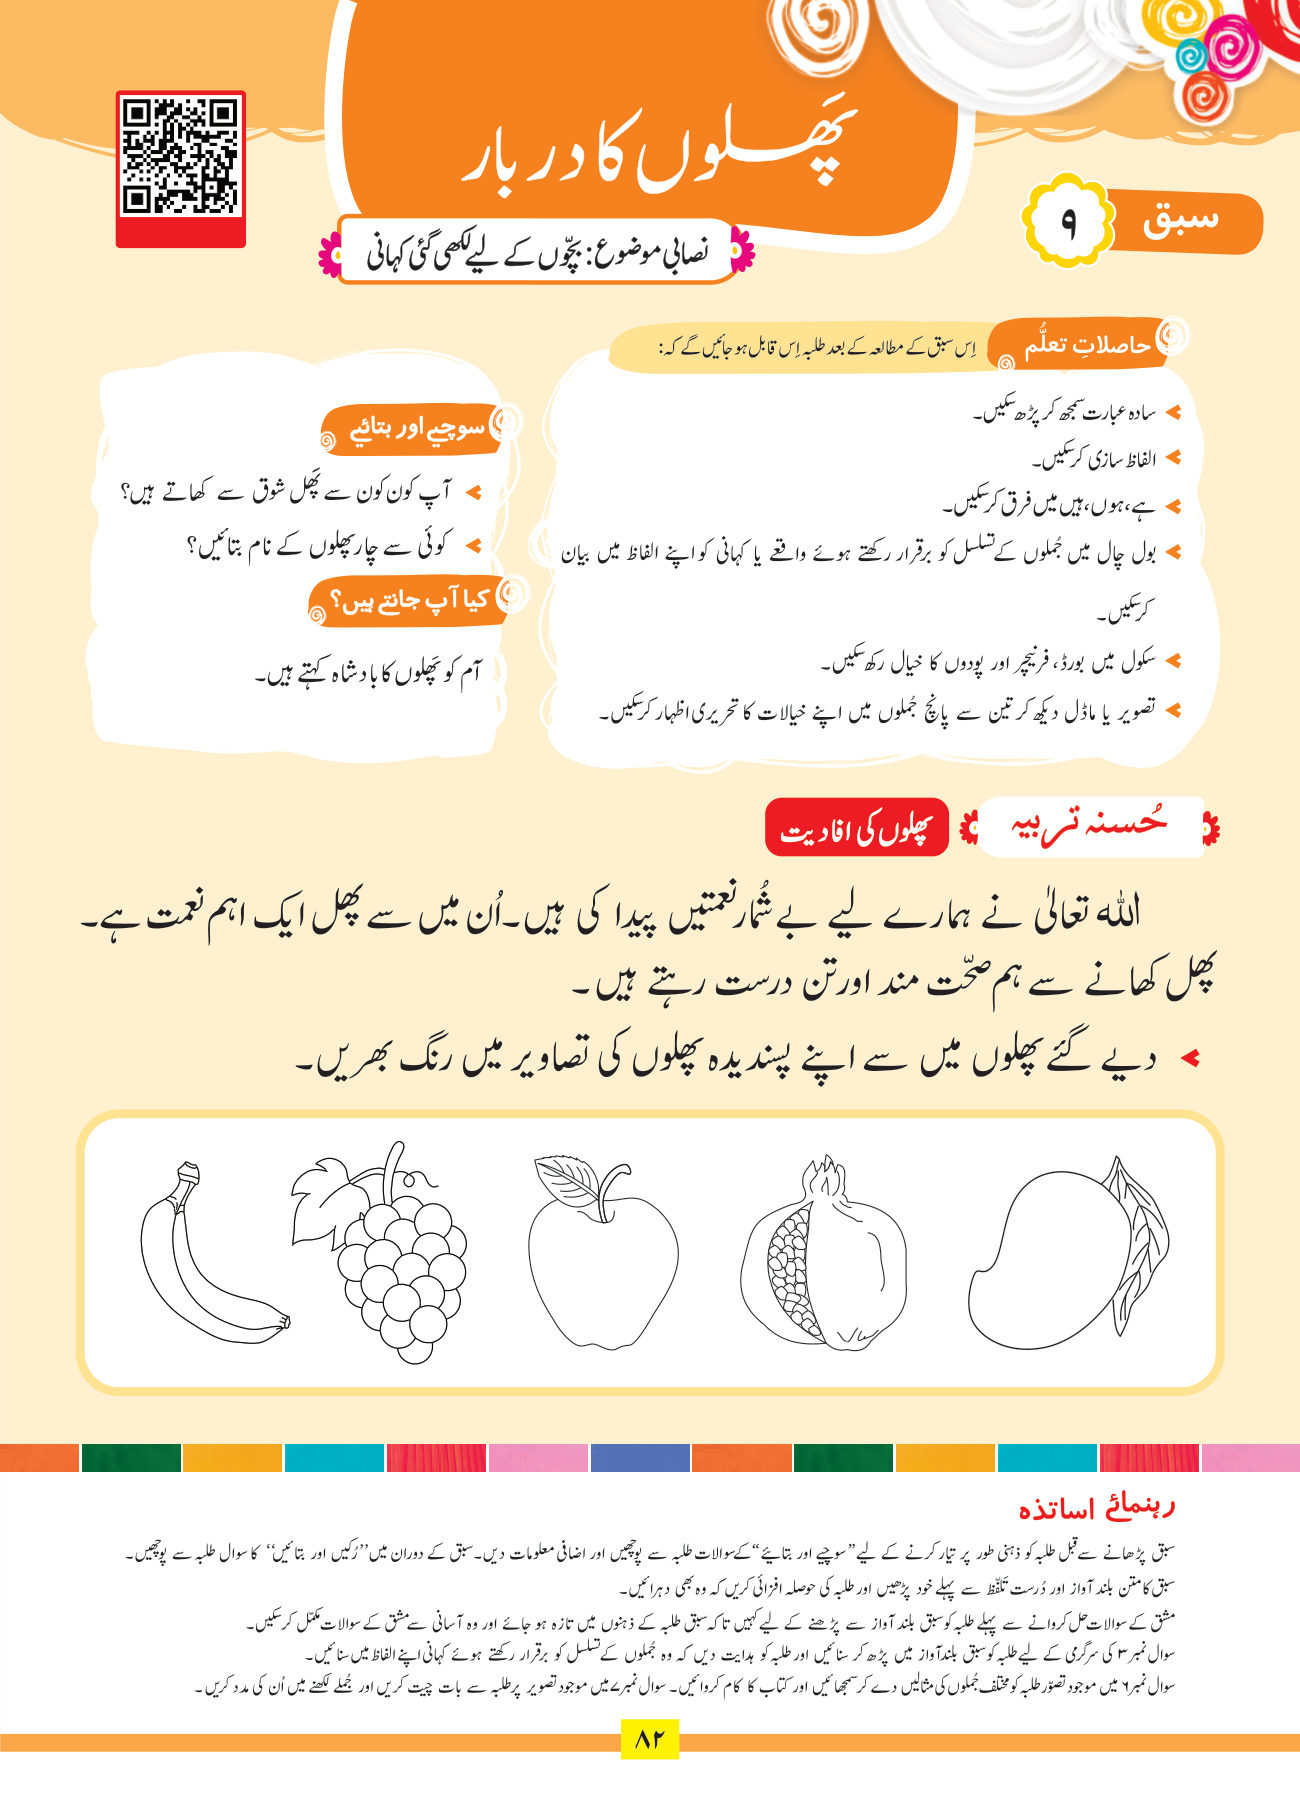 پَھلوں کا دربار
سبق
۹
نصابی موضوع: بچّوں کے لیے لکھی گئی کہانی
حاصلاتِ تعلُّم
اِس سبق کے مطالعہ کے بعد طلبہ اِس قابل ہو جائیں گے کہ:
سادہ عبارت سمجھ کر پڑھ سکیں۔
الفاظ سازی کرسکیں۔
ہے، ہوں، ہیں میں فرق کرسکیں۔
بول چال میں جُملوں کے تسلسل کو برقرار رکھتے ہوئے واقعے یا کہانی کو اپنے الفاظ میں بیان
کرسکیں۔
سکول میں بورڈ، فرنیچر اور پودوں کا خیال رکھ سکیں۔
تصویر یا ماڈل دیکھ کر تین سے پانچ جُملوں میں اپنے خیالات کا تحریری اظہار کرسکیں۔
سوچیے اور بتائیے
آپ کون کون سے پَھل شوق سے کھاتے ہیں؟
کوئی سے چار پھلوں کے نام بتائیں؟
کیا آپ جانتے ہیں؟
آم کو پَھلوں کا بادشاہ کہتے ہیں۔
حُسنہ تربیہ
پھلوں کی افادیت
اللہ تعالیٰ نے ہمارے لیے بے شُمار نعمتیں پیدا کی ہیں۔ اُن میں سے پھل ایک اہم نعمت ہے۔
پھل کھانے سے ہم صحّت مند اور تن درست رہتے ہیں۔
دیے گئے پھلوں میں سے اپنے پسندیدہ پھلوں کی تصاویر میں رنگ بھریں۔
رہنمائے اساتذہ
سبق پڑھانے سے قبل طلبہ کو ذہنی طور پر تیار کرنے کے لیے ”سوچیے اور بتائیے“ کے سوالات طلبہ سے پوچھیں اور اضافی معلومات دیں۔ سبق کے دوران میں ”رُکیں اور بتائیں“ کا سوال طلبہ سے پوچھیں۔
سبق کا متن بلند آواز اور دُرست تلفّظ سے پہلے خود پڑھیں اور طلبہ کی حوصلہ افزائی کریں کہ وہ بھی دہرائیں۔
مشق کے سوالات حل کروانے سے پہلے طلبہ کو سبق بلند آواز سے پڑھنے کے لیے کہیں تاکہ سبق طلبہ کے ذہنوں میں تازہ ہو جائے اور وہ آسانی سے مشق کے سوالات مکمّل کرسکیں۔
سوال نمبر ۳ کی سرگرمی کے لیے طلبہ کو سبق بلند آواز میں پڑھ کر سنائیں اور طلبہ کو ہدایت دیں کہ وہ جُملوں کے تسلسل کو برقرار رکھتے ہوئے کہانی اپنے الفاظ میں سنائیں۔
سوال نمبر ۶ میں موجود تصوّر طلبہ کو مختلف جُملوں کی مثالیں دے کر سمجھائیں اور کتاب کا کام کروائیں۔ سوال نمبر ۷ میں موجود تصویر پر طلبہ سے بات چیت کریں اور جُملے لکھنے میں اُن کی مدد کریں۔
۸۲